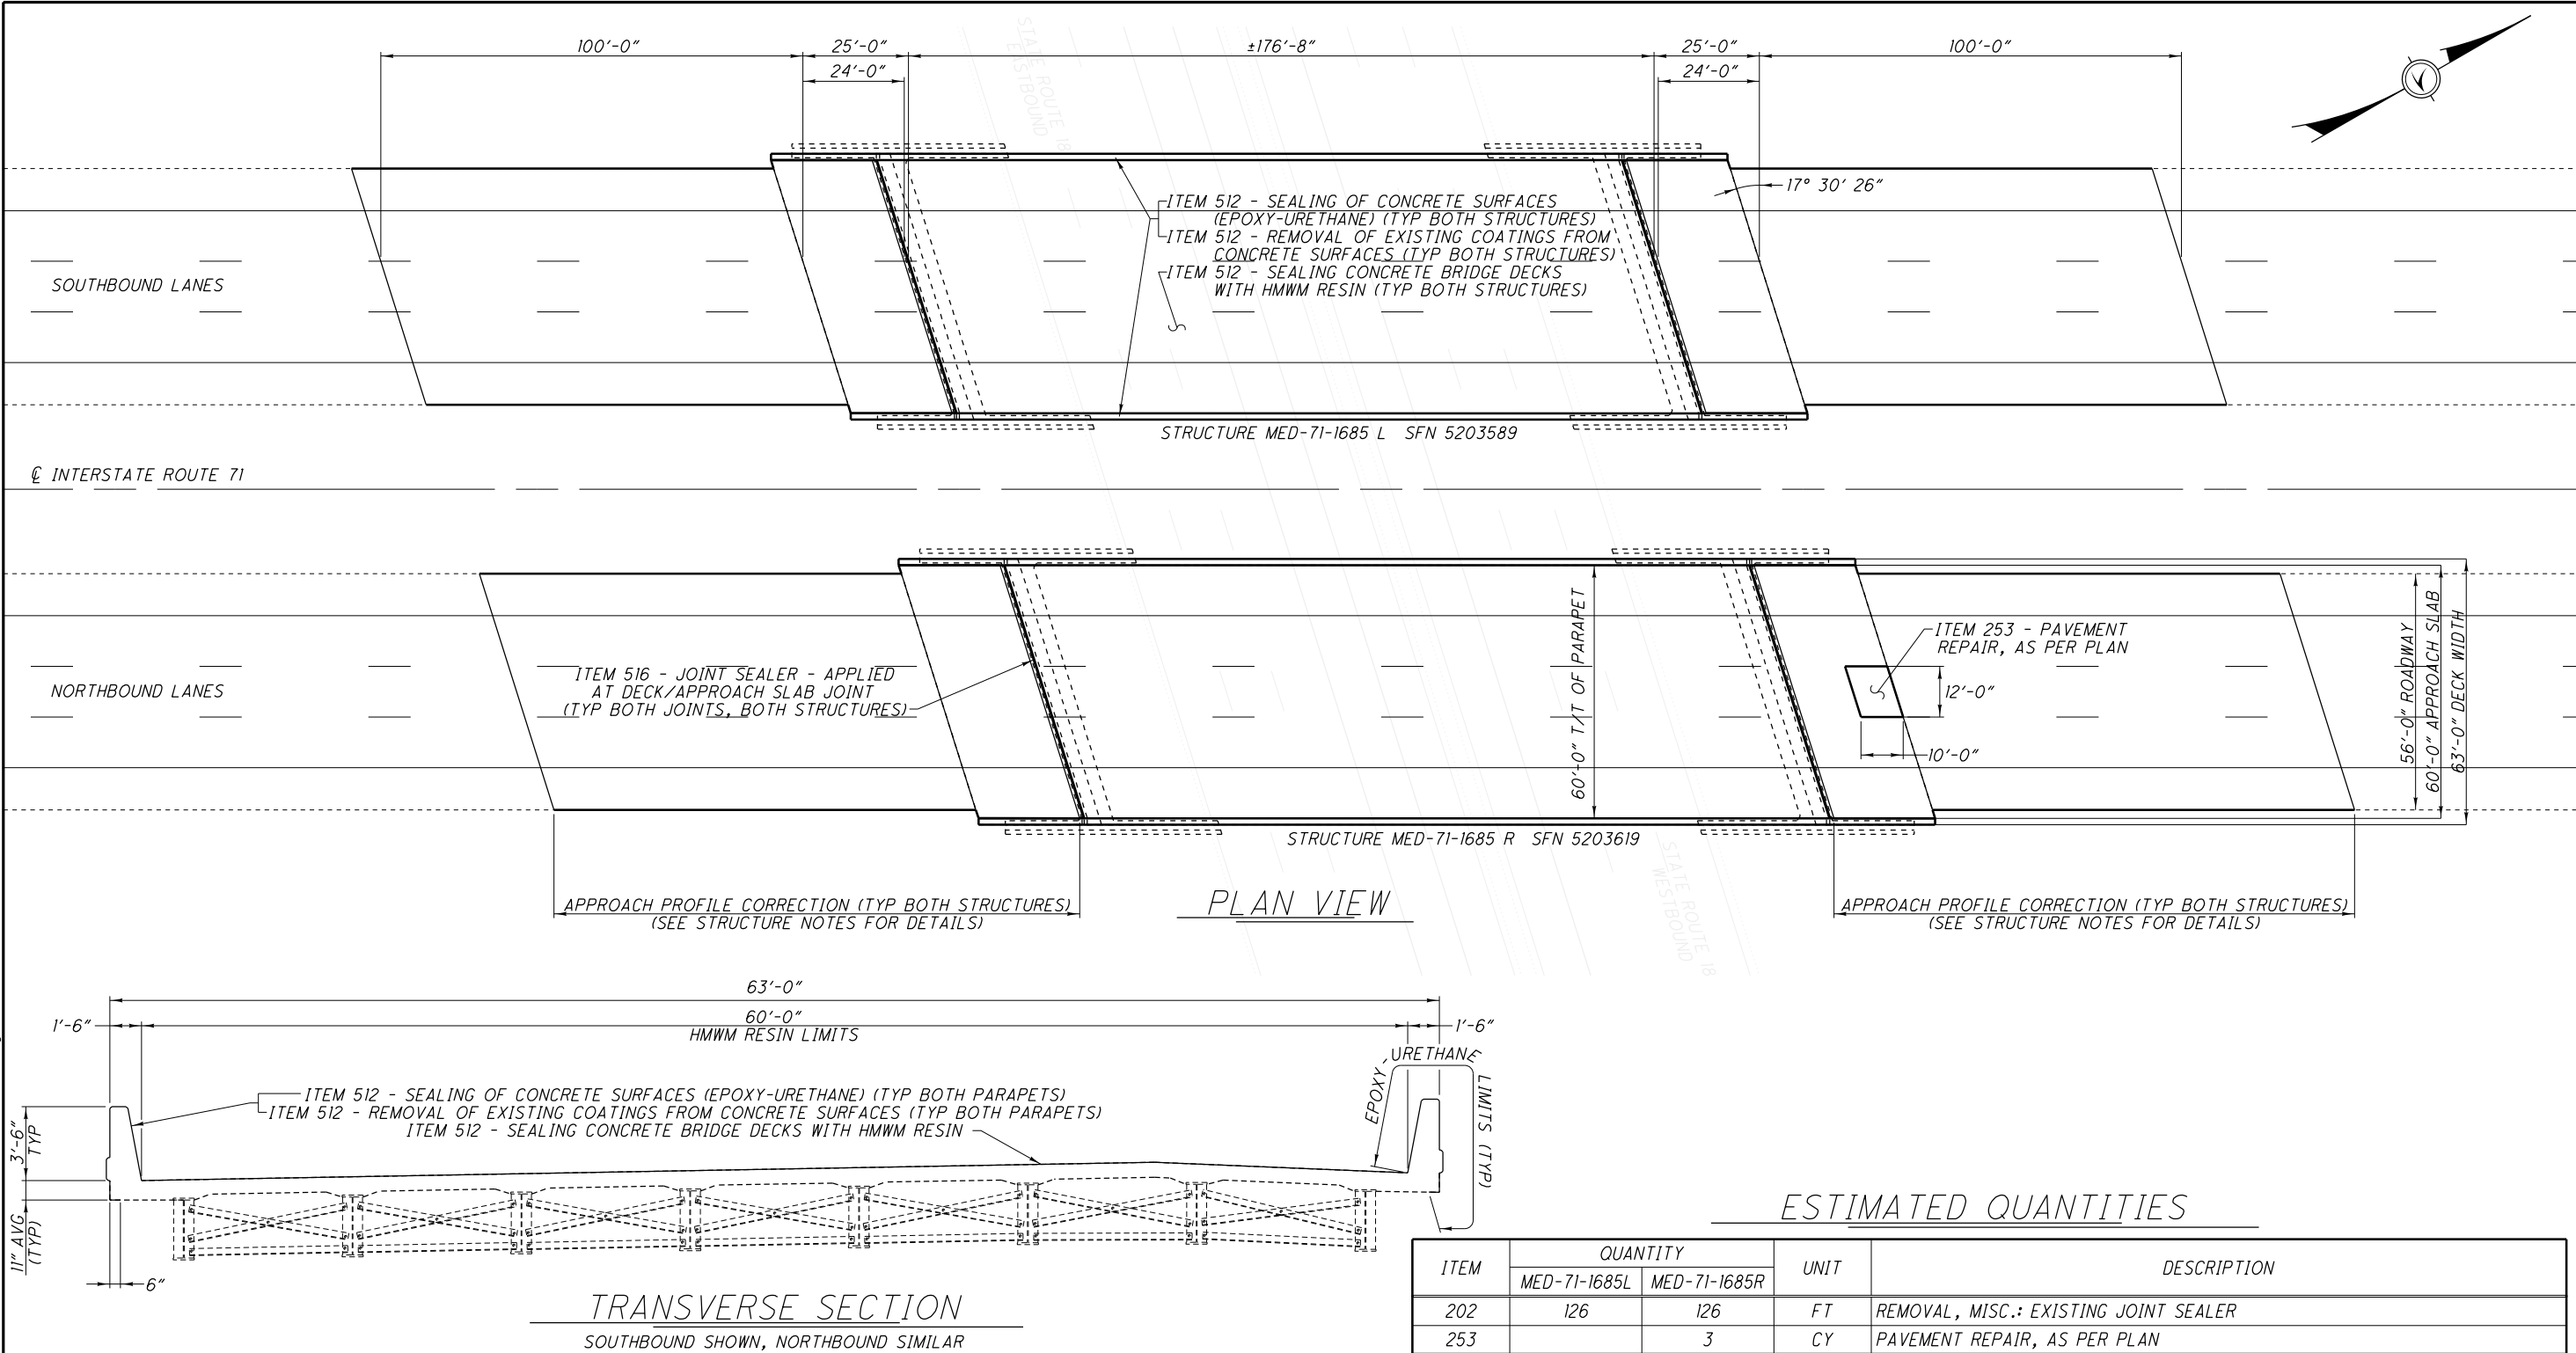 100'-0"
25'-0"
±176'-8"
25'-0"
100'-0"
24'-0"
24'-0"
STATE ROUTE 18
EASTBOUND
17° 30' 26"
ITEM 512 - SEALING OF CONCRETE SURFACES
(EPOXY-URETHANE) (TYP BOTH STRUCTURES)
ITEM 512 - REMOVAL OF EXISTING COATINGS FROM
CONCRETE SURFACES (TYP BOTH STRUCTURES)
ITEM 512 - SEALING CONCRETE BRIDGE DECKS
WITH HMWM RESIN (TYP BOTH STRUCTURES)
SOUTHBOUND LANES
STRUCTURE MED-71-1685 L SFN 5203589
℄ INTERSTATE ROUTE 71
ITEM 516 - JOINT SEALER - APPLIED
AT DECK/APPROACH SLAB JOINT
(TYP BOTH JOINTS, BOTH STRUCTURES)
NORTHBOUND LANES
60'-0" T/T OF PARAPET
ITEM 253 - PAVEMENT
REPAIR, AS PER PLAN
12'-0"
10'-0"
56'-0" ROADWAY
60'-0" APPROACH SLAB
63'-0" DECK WIDTH
STRUCTURE MED-71-1685 R SFN 5203619
STATE ROUTE 18
WESTBOUND
APPROACH PROFILE CORRECTION (TYP BOTH STRUCTURES)
(SEE STRUCTURE NOTES FOR DETAILS)
PLAN VIEW
APPROACH PROFILE CORRECTION (TYP BOTH STRUCTURES)
(SEE STRUCTURE NOTES FOR DETAILS)
63'-0"
1'-6"
60'-0"
HMWM RESIN LIMITS
1'-6"
EPOXY-URETHANE LIMITS (TYP)
ITEM 512 - SEALING OF CONCRETE SURFACES (EPOXY-URETHANE) (TYP BOTH PARAPETS)
ITEM 512 - REMOVAL OF EXISTING COATINGS FROM CONCRETE SURFACES (TYP BOTH PARAPETS)
ITEM 512 - SEALING CONCRETE BRIDGE DECKS WITH HMWM RESIN
3'-6"
TYP
11" AVG
(TYP)
6"
TRANSVERSE SECTION
SOUTHBOUND SHOWN, NORTHBOUND SIMILAR
ESTIMATED QUANTITIES
ITEM QUANTITY UNIT DESCRIPTION
MED-71-1685L MED-71-1685R
202 126 126 FT REMOVAL, MISC.: EXISTING JOINT SEALER
253 3 CY PAVEMENT REPAIR, AS PER PLAN